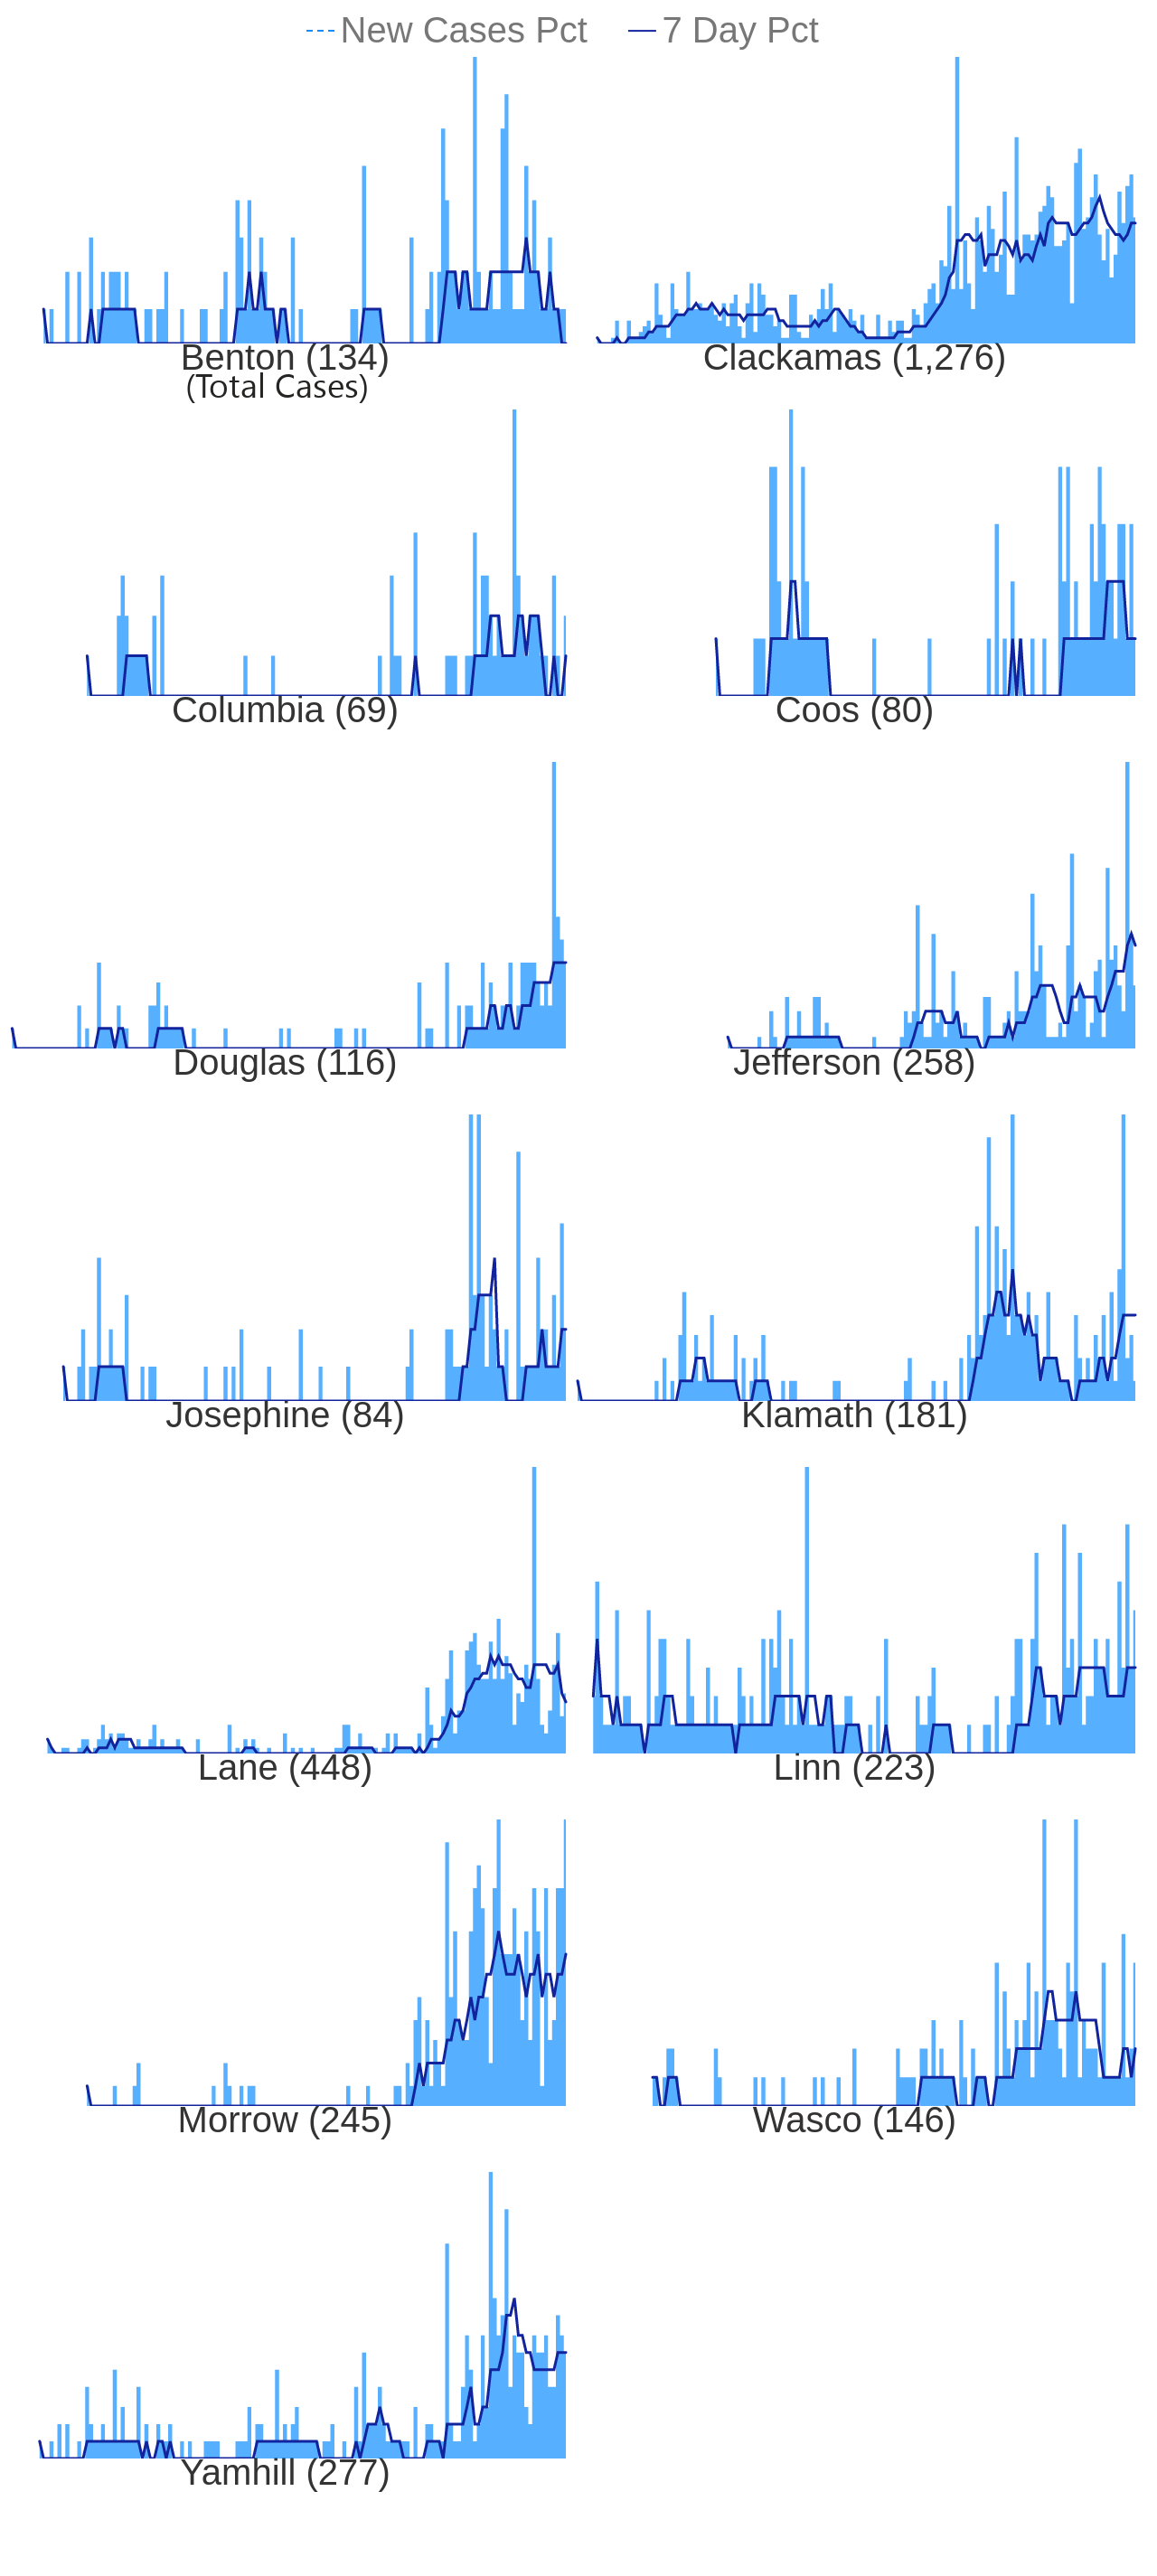 New Cases Pct 7 Day Pct
Benton (134) Clackamas (1,276)
(Total Cases)
Columbia (69) Coos (80)
Douglas (116) Jefferson (258)
Josephine (84) Klamath (181)
Lane (448) Linn (223)
Morrow (245) Wasco (146)
Yamhill (277)